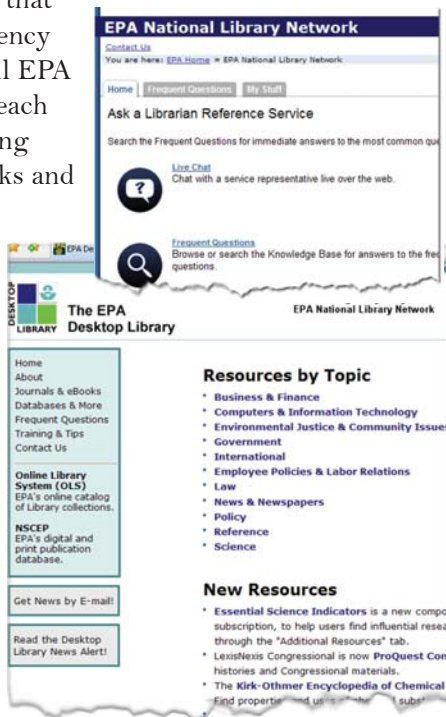 that
ency
l EPA
each
ng
ks and
EPA National Library Network
Contact Us
You are here: EPA Home » EPA National Library Network
Home
Frequent Questions
My Stuff
Ask a Librarian Reference Service
Search the Frequent Questions for immediate answers to the most common que
Live Chat
Chat with a service representative live over the web.
Frequent Questions
Browse or search the Knowledge Base for answers to the freq
questions.
EPA De
DESKTOP
LIBRARY
The EPA
Desktop Library
EPA National Library Network
Home
About
Journals & eBooks
Databases & More
Frequent Questions
Training & Tips
Contact Us
Online Library
System (OLS)
EPA's online catalog
of Library collections.
NSCEP
EPA's digital and
print publication
database.
Get News by E-mail!
Read the Desktop
Library News Alert!
Resources by Topic
Business & Finance
Computers & Information Technology
Environmental Justice & Community Issues
Government
International
Employee Policies & Labor Relations
Law
News & Newspapers
Policy
Reference
Science
New Resources
Essential Science Indicators is a new compo
subscription, to help users find influential resea
through the "Additional Resources" tab.
LexisNexis Congressional is now ProQuest Con
histories and Congressional materials.
The Kirk-Othmer Encyclopedia of Chemical
Find properties and